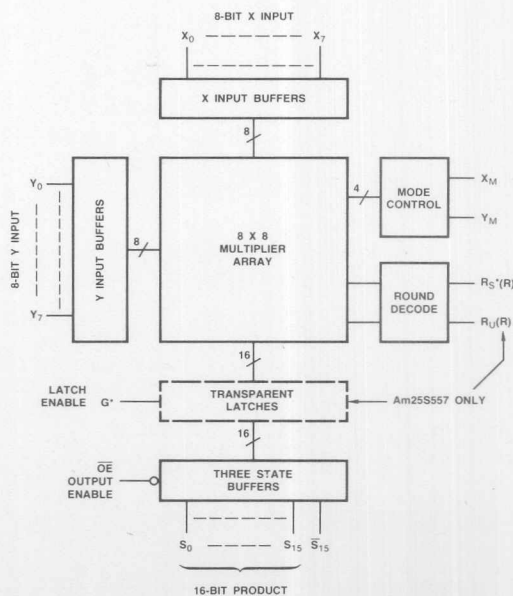 8-BIT X INPUT
X0 X7
X INPUT BUFFERS
8
8-BIT Y INPUT
Y0
Y7
Y INPUT BUFFERS
8
8 X 8
MULTIPLIER
ARRAY
4
MODE
CONTROL
XM
YM
ROUND
DECODE
RS*(R)
RU(R)
16
LATCH
ENABLE G*
TRANSPARENT
LATCHES
Am25S557 ONLY
16
OE
OUTPUT
ENABLE
THREE STATE
BUFFERS
S0 S15 S15
16-BIT PRODUCT